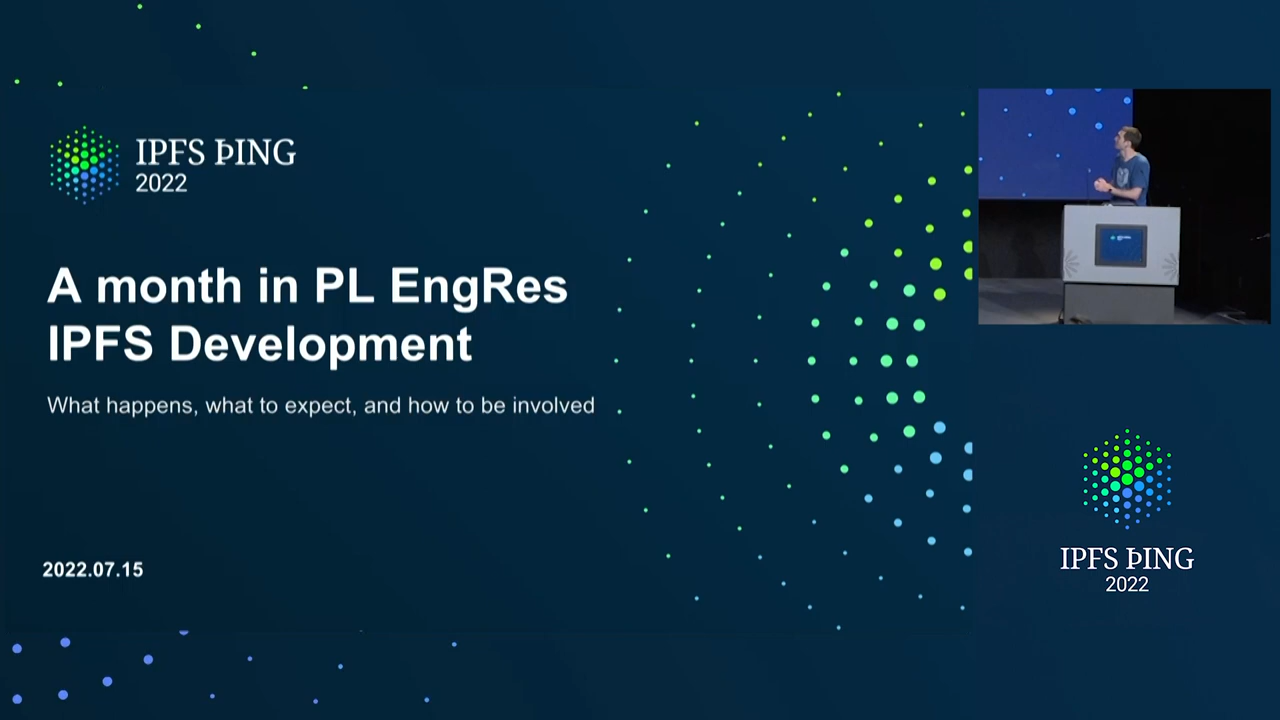 IPFS ÞING
2022
A month in PL EngRes
IPFS Development
What happens, what to expect, and how to be involved
2022.07.15
IPFS ÞING
2022